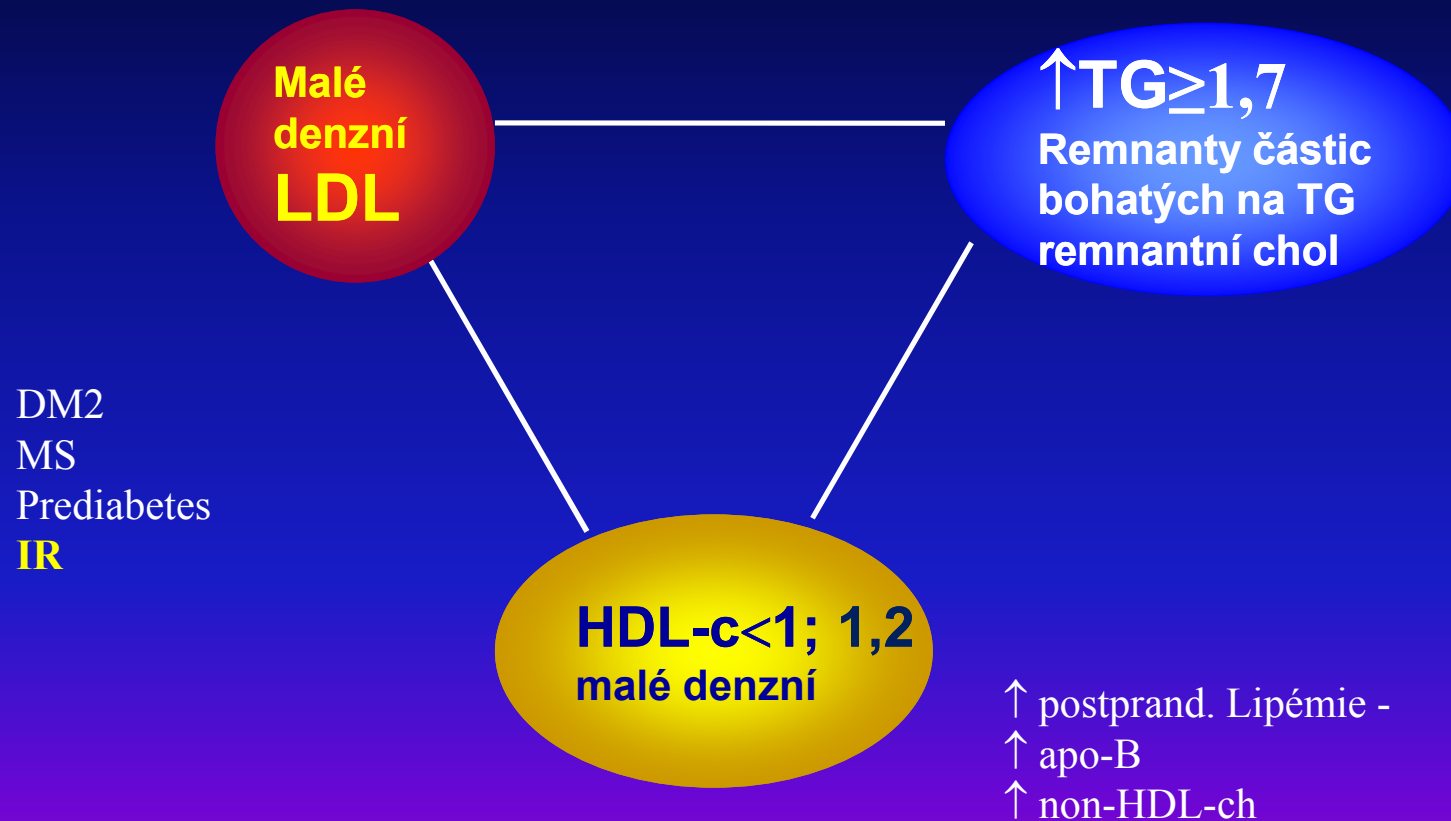 Malé
denzní
LDL
↑TG≥1,7
Remnanty částic
bohatých na TG
remnantní chol
DM2
MS
Prediabetes
IR
HDL-c<1; 1,2
malé denzní
↑ postprand. Lipémie -
↑ apo-B
↑ non-HDL-ch